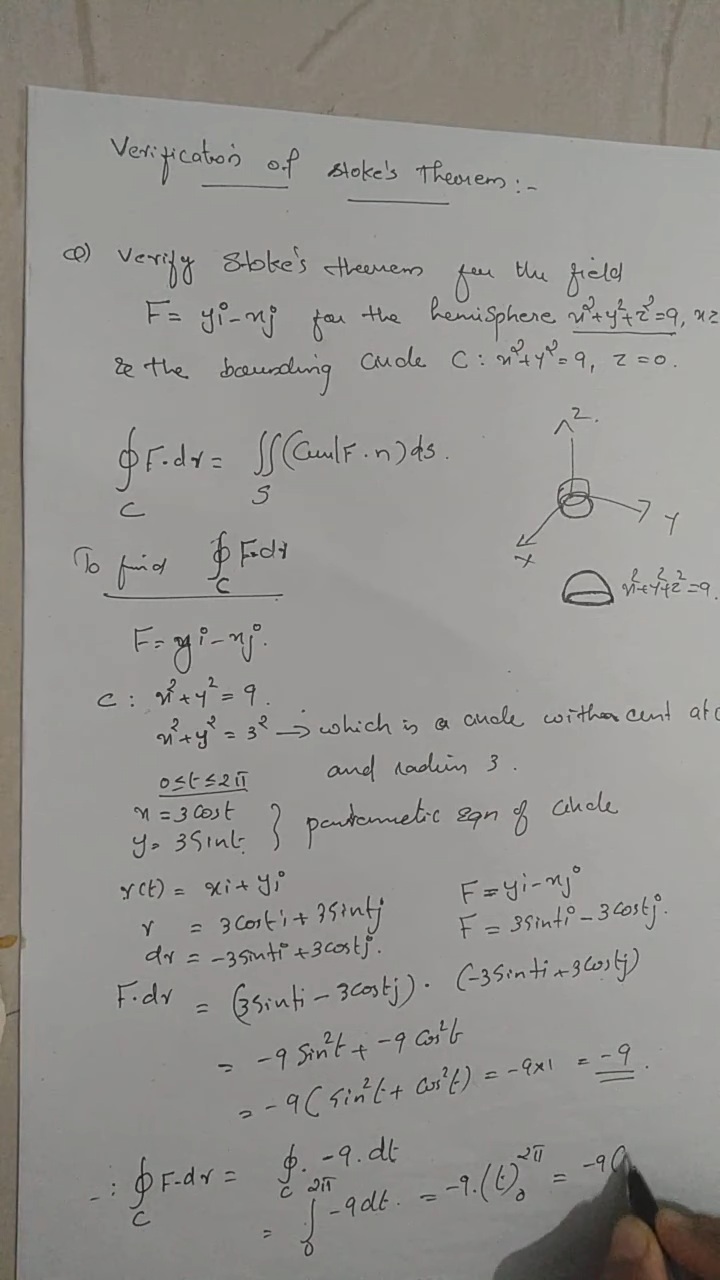 Verification of Stoke's Theorem :-
Q) Verify Stoke's theorem for the field
F = yi - xj for the hemisphere x²+y²+z²=9, z≥
& the bounding circle C : x²+y²=9, z=0.
∮F.dr = ∬(Curl F . n) ds.
C S
Z.
Y
X
x²+y²+z²=9.
To find ∮F.dr
C
F = yi - xj.
C : x²+y² = 9.
x²+y² = 3² → which is a circle with cent at
and radius 3.
0≤t≤2π
x = 3cost
y = 3sint } parametric eqn of circle
r(t) = xi + yj
F = yi - xj
r = 3costi + 3sintj
F = 3sinti - 3costj.
dr = -3sinti + 3costj.
F.dr = (3sinti - 3costj) . (-3sinti + 3costj)
= -9 sin²t + -9 cos²t
= -9 (sin²t + cos²t) = -9x1 = -9.
∴ ∮F.dr = ∮. -9.dt
C C
= ∫₀^2π -9dt. = -9.(t)₀^2π = -9(